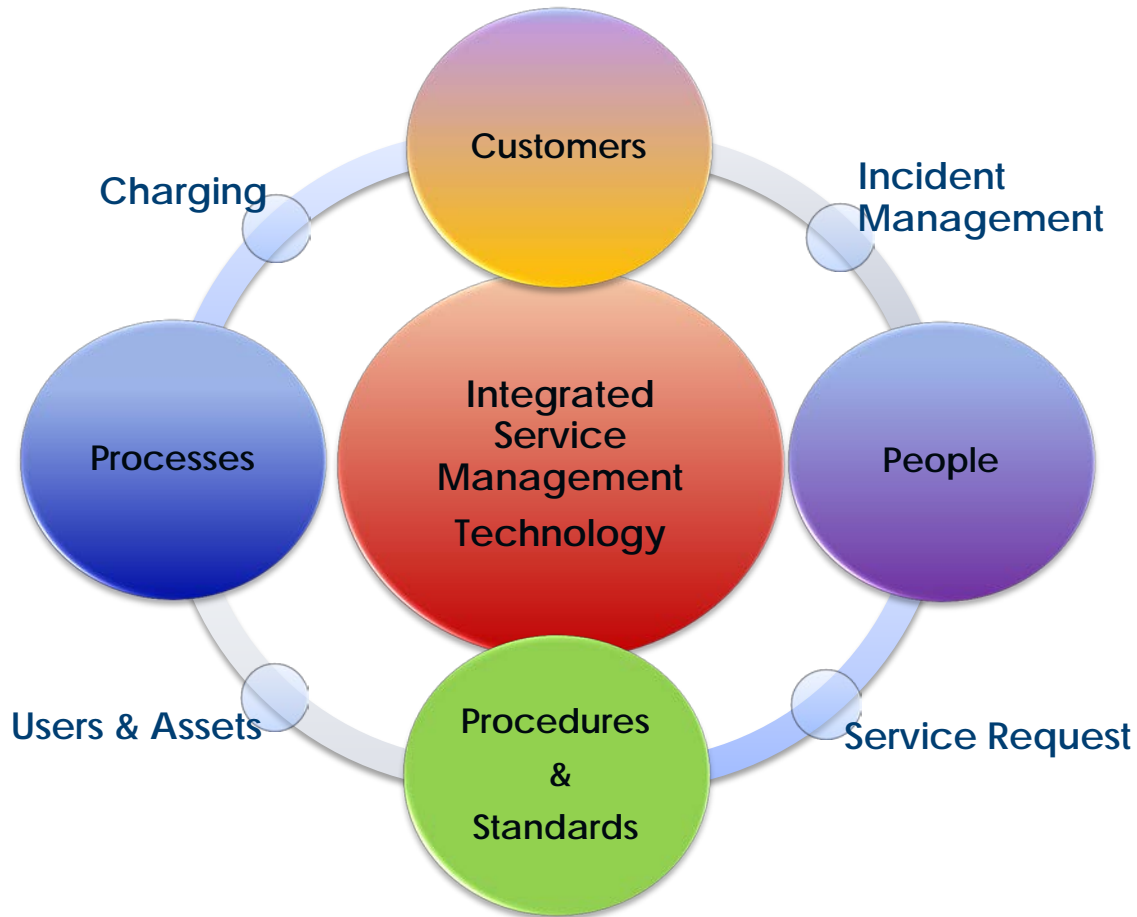 Customers
Charging
Incident
Management
Processes
Integrated
Service
Management
Technology
People
Users & Assets
Procedures
&
Standards
Service Request